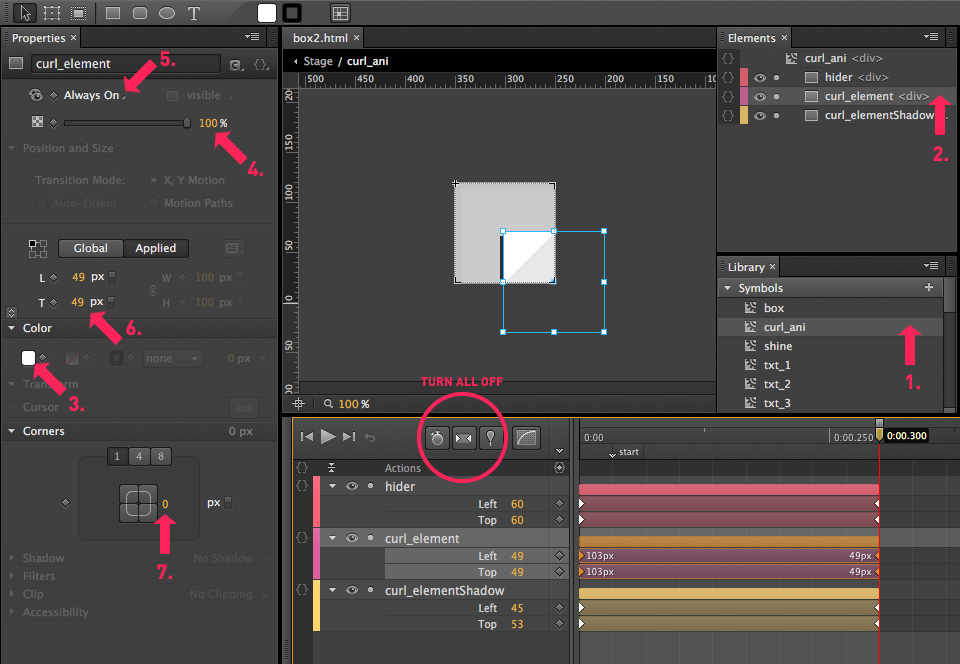 T
Properties ×
curl_element
C
{}
5.
Always On
visible
100 %
4.
Position and Size
Transition Mode:
X, Y Motion
Auto-Orient
Motion Paths
Global
Applied
L
49 px
W
100 px
T
49 px
H
100 px
6.
Color
none
0 px
3.
Transform
Cursor
auto
Corners
0 px
1
4
8
0
px
7.
Shadow
No Shadow
Filters
Clip
No Clipping
Accessibility
box2.html ×
Stage / curl_ani
500
400
350
300
250
200
150
100
150
100
50
0
50
100 %
TURN ALL OFF
Elements ×
{}
curl_ani <div>
{}
hider <div>
{}
curl_element <div>
{}
curl_elementShadow
2.
Library ×
Symbols
+
box
curl_ani
shine
txt_1
txt_2
txt_3
1.
0:00
0:00.250
0:00.300
start
{}
Actions
{}
hider
Left 60
Top 60
{}
curl_element
Left 49
103px
49px
Top 49
103px
49px
{}
curl_elementShadow
Left 45
Top 53